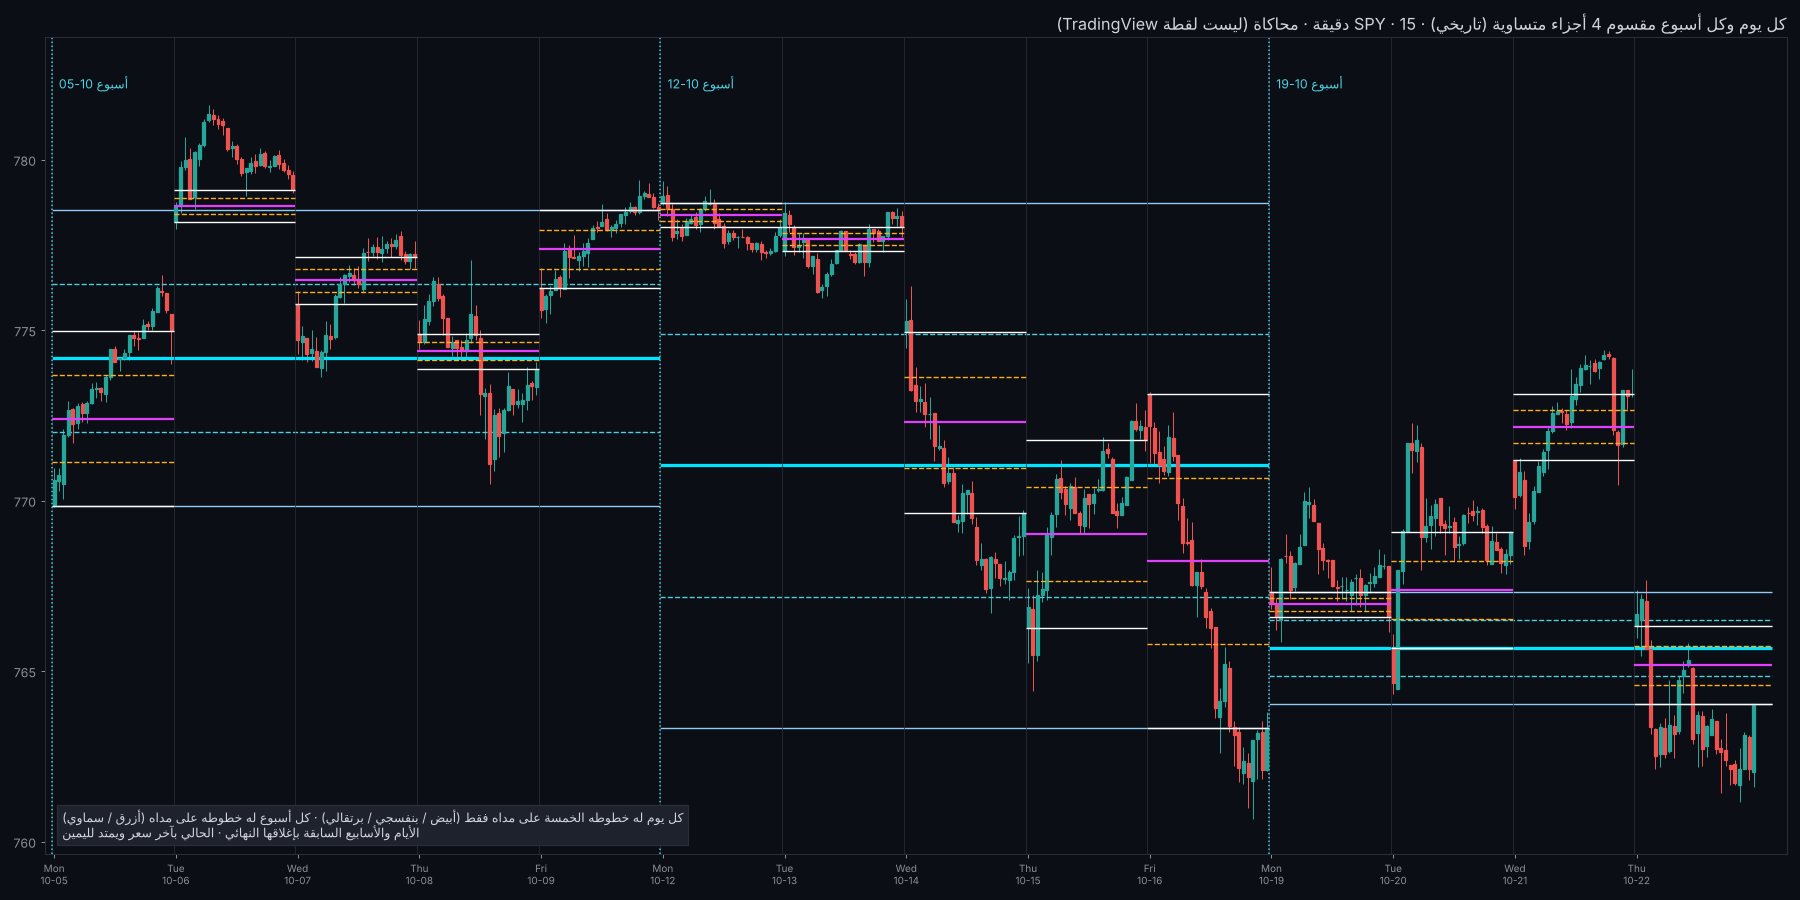 كل يوم وكل أسبوع مقسوم 4 أجزاء متساوية (تاريخي) · SPY · 15 دقيقة · محاكاة (ليست لقطة TradingView)
أسبوع 10-05
أسبوع 10-12
أسبوع 10-19
780
775
770
765
760
كل يوم له خطوطه الخمسة على مداه فقط (أبيض / بنفسجي / برتقالي) · كل أسبوع له خطوطه على مداه (أزرق / سماوي)
الأيام والأسابيع السابقة بإغلاقها النهائي · الحالي بآخر سعر ويمتد لليمين
Mon Tue Wed Thu Fri Mon Tue Wed Thu Fri Mon Tue Wed Thu
10-05 10-06 10-07 10-08 10-09 10-12 10-13 10-14 10-15 10-16 10-19 10-20 10-21 10-22